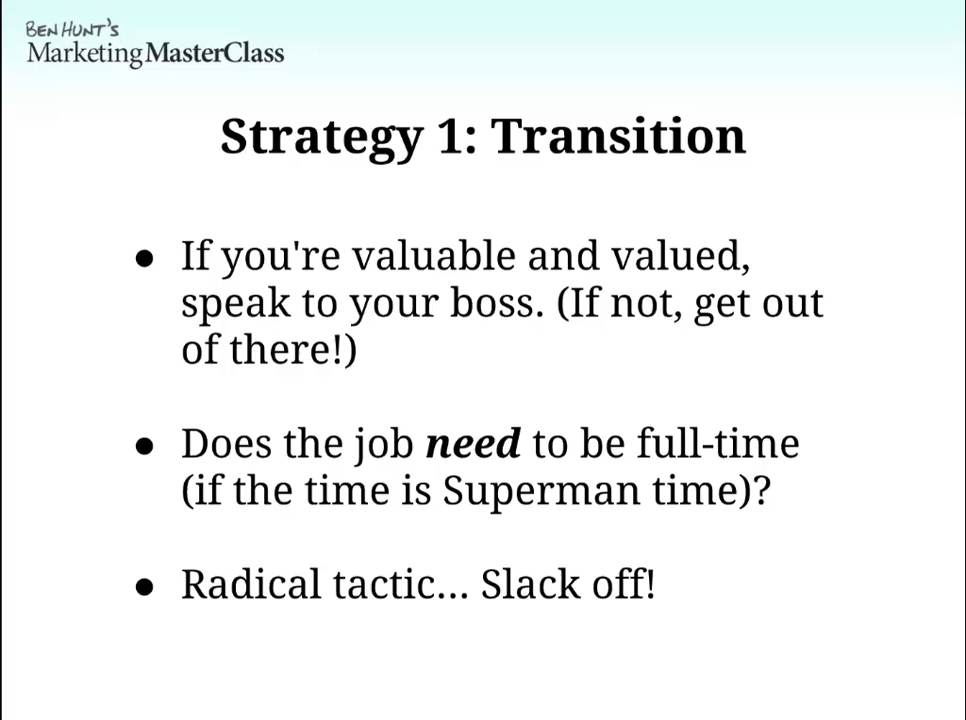 BEN HUNT'S
Marketing MasterClass
Strategy 1: Transition
● If you're valuable and valued,
speak to your boss. (If not, get out
of there!)
● Does the job need to be full-time
(if the time is Superman time)?
● Radical tactic... Slack off!